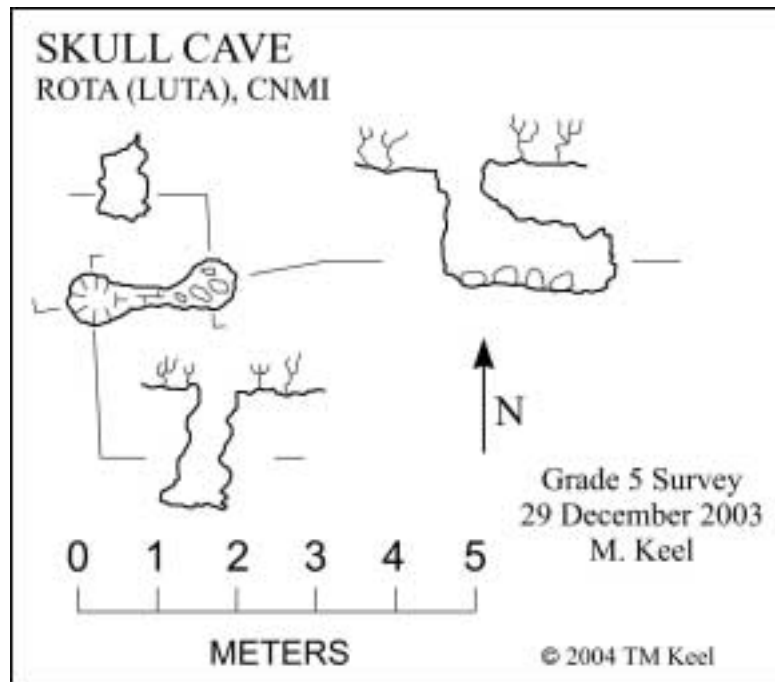 SKULL CAVE
ROTA (LUTA), CNMI
N
Grade 5 Survey
29 December 2003
M. Keel
0 1 2 3 4 5
METERS
© 2004 TM Keel